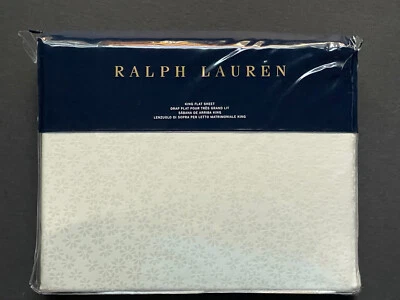 RALPH LAUREN
KING FLAT SHEET
DRAP PLAT POUR TRÈS GRAND LIT
SÁBANA DE ARRIBA KING
LENZUOLO DI SOPRA PER LETTO MATRIMONIALE KING